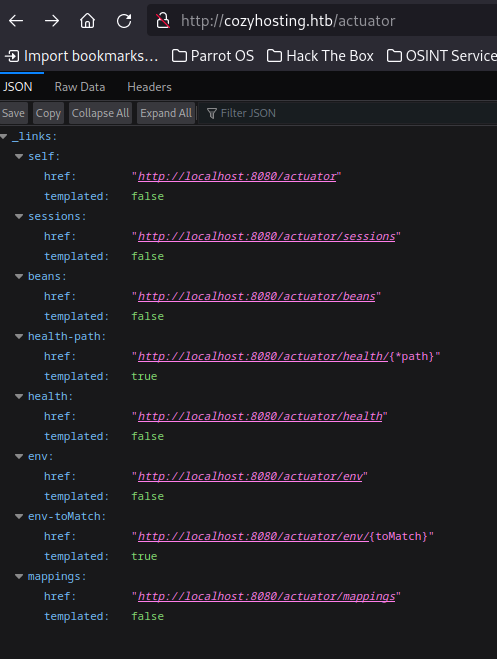 http://cozyhosting.htb/actuator
Import bookmarks... Parrot OS Hack The Box OSINT Service
JSON Raw Data Headers
Save Copy Collapse All Expand All Filter JSON
_links:
self:
href: "http://localhost:8080/actuator"
templated: false
sessions:
href: "http://localhost:8080/actuator/sessions"
templated: false
beans:
href: "http://localhost:8080/actuator/beans"
templated: false
health-path:
href: "http://localhost:8080/actuator/health/{*path}"
templated: true
health:
href: "http://localhost:8080/actuator/health"
templated: false
env:
href: "http://localhost:8080/actuator/env"
templated: false
env-toMatch:
href: "http://localhost:8080/actuator/env/{toMatch}"
templated: true
mappings:
href: "http://localhost:8080/actuator/mappings"
templated: false